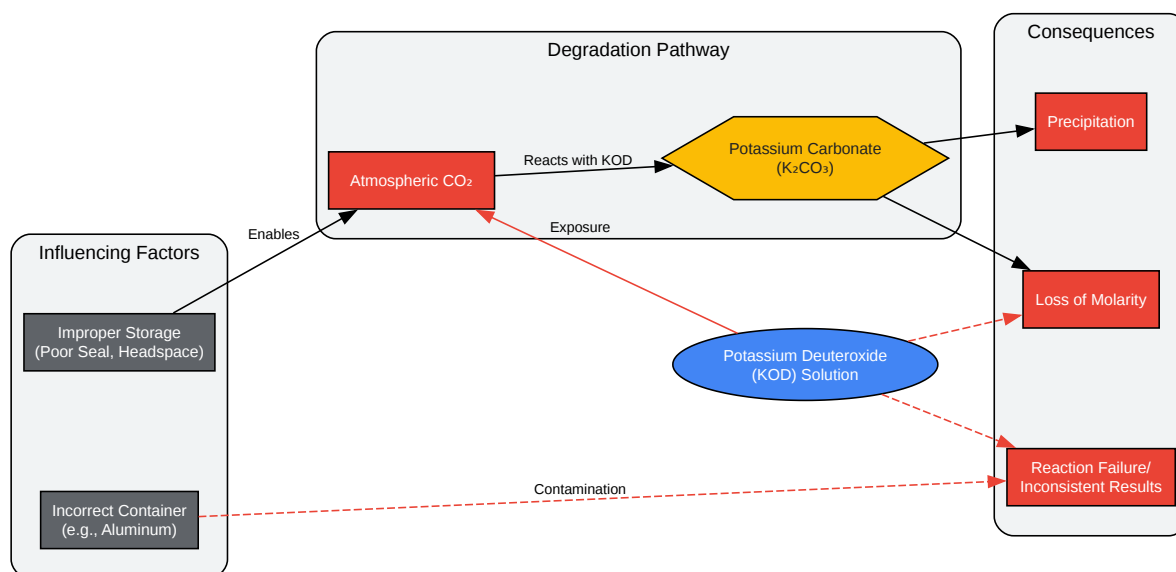 Consequences
Degradation Pathway
Precipitation
Potassium Carbonate
(K₂CO₃)
Reacts with KOD
Atmospheric CO₂
Exposure
Enables
Influencing Factors
Loss of Molarity
Improper Storage
(Poor Seal, Headspace)
Potassium Deuteroxide
(KOD) Solution
Reaction Failure/
Inconsistent Results
Contamination
Incorrect Container
(e.g., Aluminum)